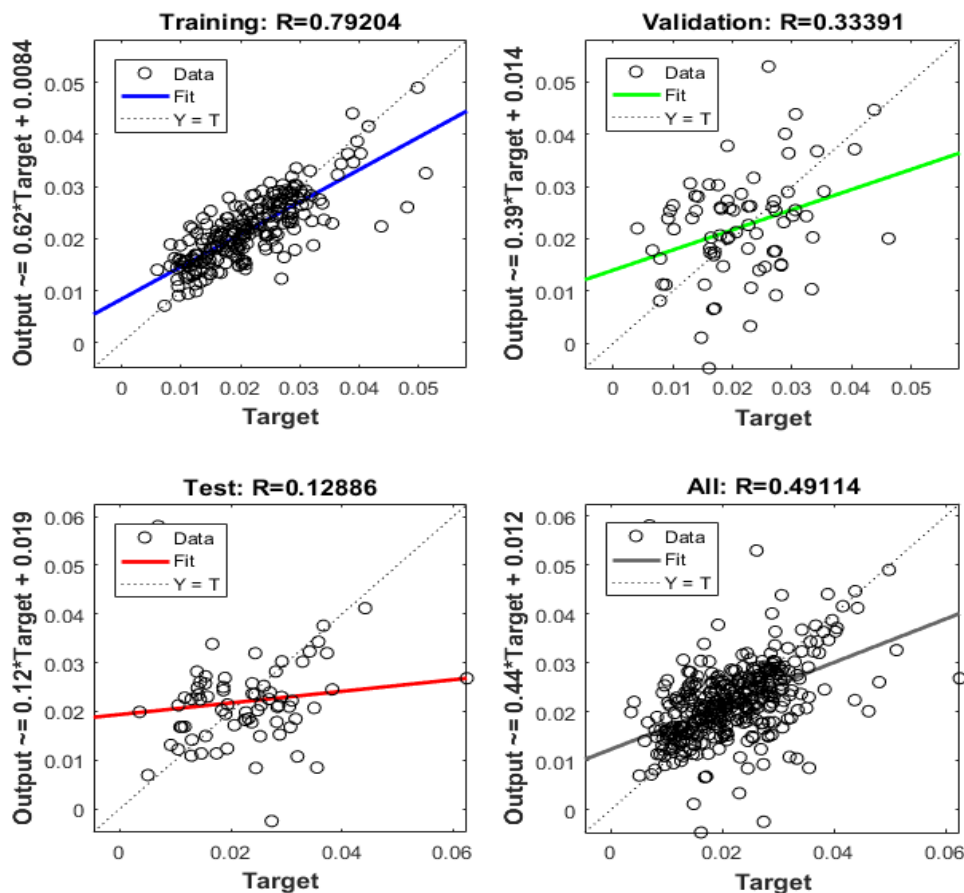 Training: R=0.79204
Output ~= 0.62*Target + 0.0084
0.05
0.04
0.03
0.02
0.01
0
Data
Fit
Y = T
0 0.01 0.02 0.03 0.04 0.05
Target
Validation: R=0.33391
Output ~= 0.39*Target + 0.014
0.05
0.04
0.03
0.02
0.01
0
Data
Fit
Y = T
0 0.01 0.02 0.03 0.04 0.05
Target
Test: R=0.12886
Output ~= 0.12*Target + 0.019
0.06
0.05
0.04
0.03
0.02
0.01
0
Data
Fit
Y = T
0 0.02 0.04 0.06
Target
All: R=0.49114
Output ~= 0.44*Target + 0.012
0.06
0.05
0.04
0.03
0.02
0.01
0
Data
Fit
Y = T
0 0.02 0.04 0.06
Target